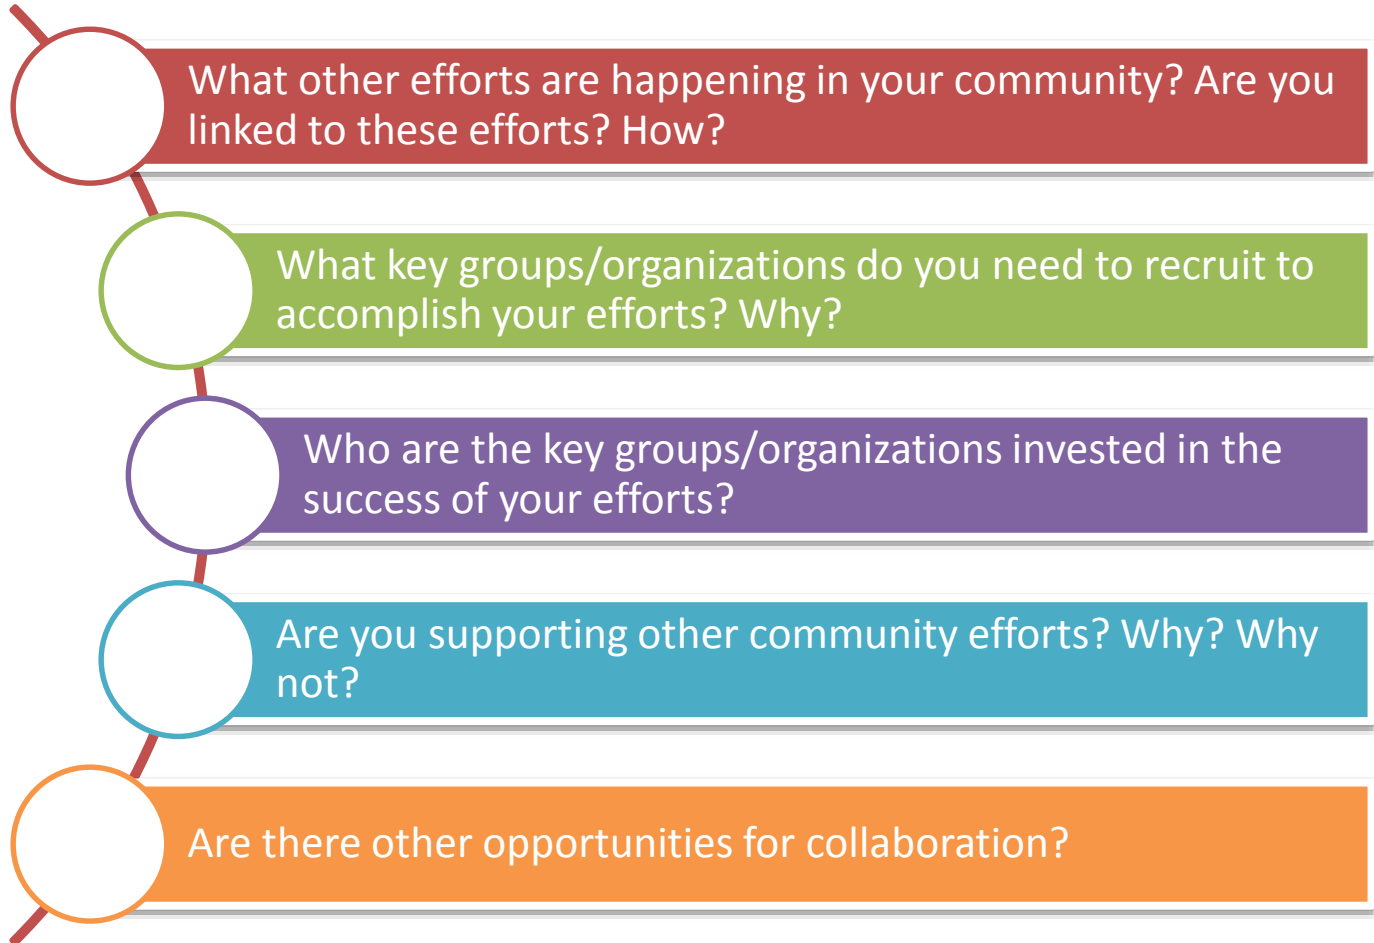 What other efforts are happening in your community? Are you
linked to these efforts? How?
What key groups/organizations do you need to recruit to
accomplish your efforts? Why?
Who are the key groups/organizations invested in the
success of your efforts?
Are you supporting other community efforts? Why? Why
not?
Are there other opportunities for collaboration?